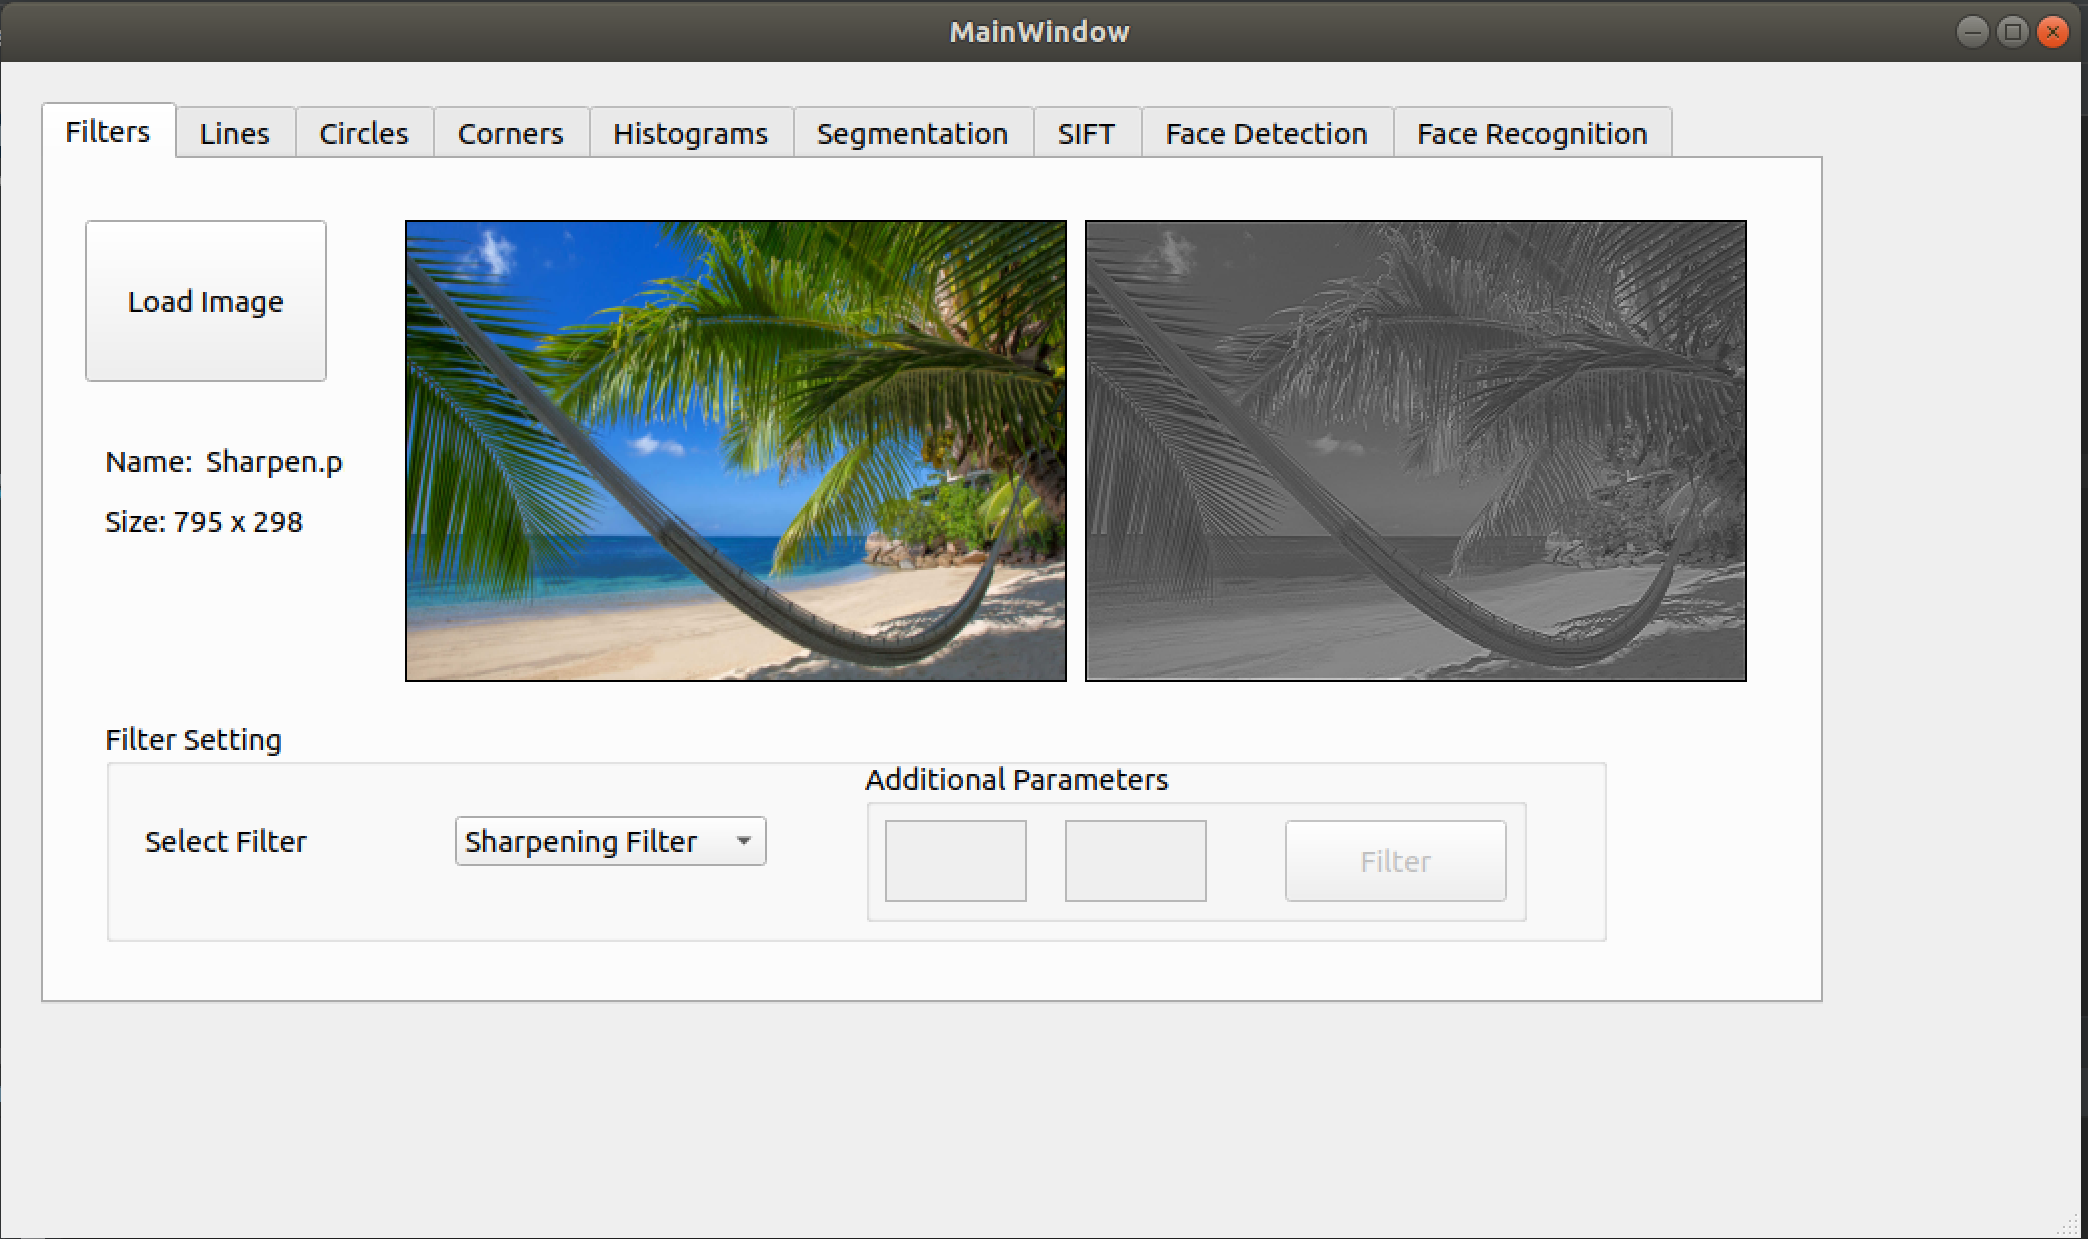 MainWindow
Filters Lines Circles Corners Histograms Segmentation SIFT Face Detection Face Recognition
Load Image
Name: Sharpen.p
Size: 795 x 298
Filter Setting
Additional Parameters
Select Filter Sharpening Filter Filter